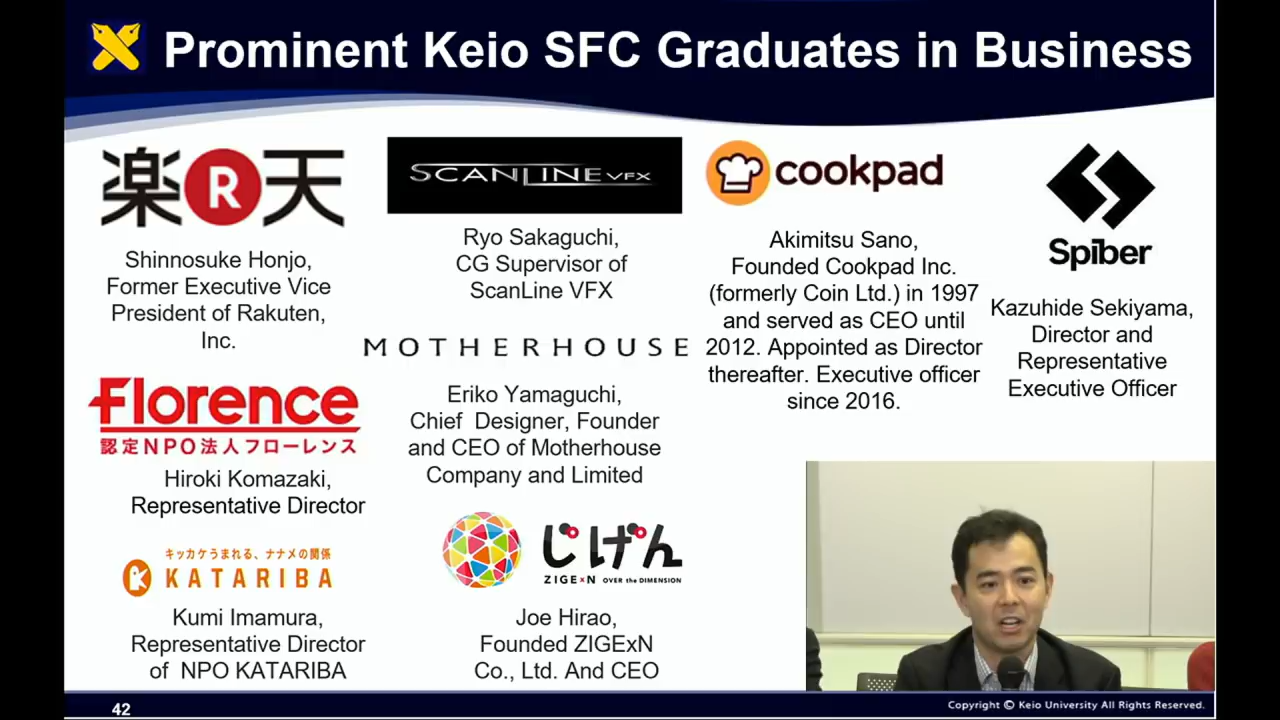 Prominent Keio SFC Graduates in Business
楽R天
Shinnosuke Honjo,
Former Executive Vice
President of Rakuten,
Inc.
SCANLINE VFX
Ryo Sakaguchi,
CG Supervisor of
ScanLine VFX
cookpad
Akimitsu Sano,
Founded Cookpad Inc.
(formerly Coin Ltd.) in 1997
and served as CEO until
2012. Appointed as Director
thereafter. Executive officer
since 2016.
Spiber
Kazuhide Sekiyama,
Director and
Representative
Executive Officer
Florence
認定NPO法人フローレンス
Hiroki Komazaki,
Representative Director
MOTHERHOUSE
Eriko Yamaguchi,
Chief Designer, Founder
and CEO of Motherhouse
Company and Limited
キッカケうまれる、ナナメの関係
KATARIBA
Kumi Imamura,
Representative Director
of NPO KATARIBA
じげん
ZIGExN OVER the DIMENSION
Joe Hirao,
Founded ZIGExN
Co., Ltd. And CEO
42
Copyright © Keio University All Rights Reserved.